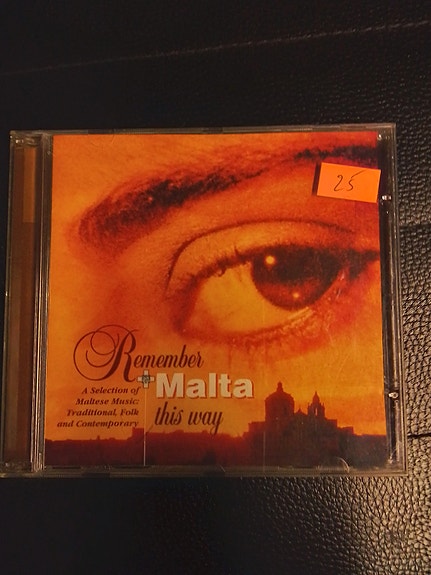 25
Remember
Malta
this way
A Selection of
Maltese Music:
Traditional, Folk
and Contemporary